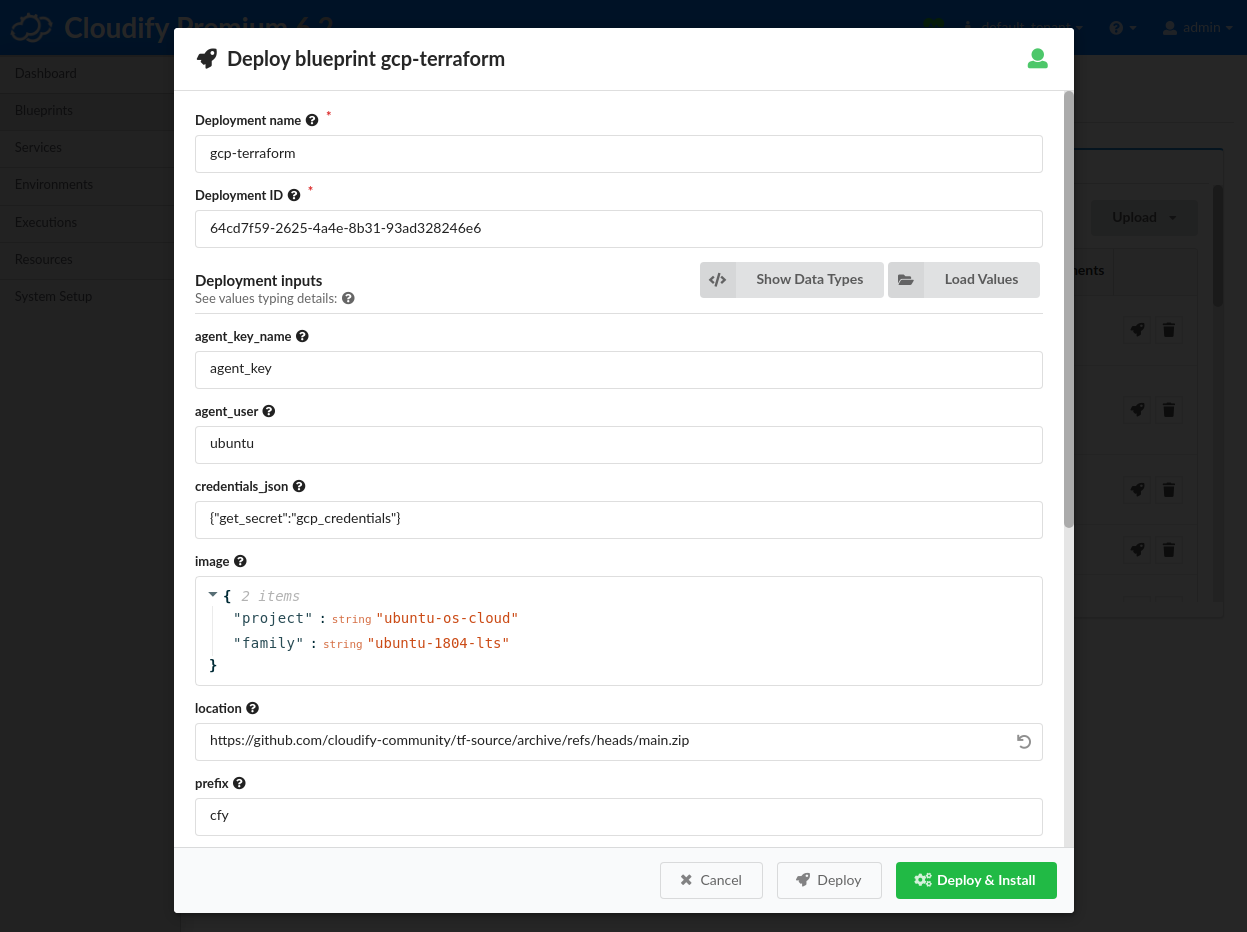 Cloudify Premium 6.2
default_tenant
admin
Dashboard
Blueprints
Services
Environments
Executions
Resources
System Setup
Upload
Deploy blueprint gcp-terraform
Deployment name *
gcp-terraform
Deployment ID *
64cd7f59-2625-4a4e-8b31-93ad328246e6
Deployment inputs
See values typing details:
Show Data Types
Load Values
agent_key_name
agent_key
agent_user
ubuntu
credentials_json
{"get_secret":"gcp_credentials"}
image
{ 2 items
"project" : string "ubuntu-os-cloud"
"family" : string "ubuntu-1804-lts"
}
location
https://github.com/cloudify-community/tf-source/archive/refs/heads/main.zip
prefix
cfy
Cancel
Deploy
Deploy & Install